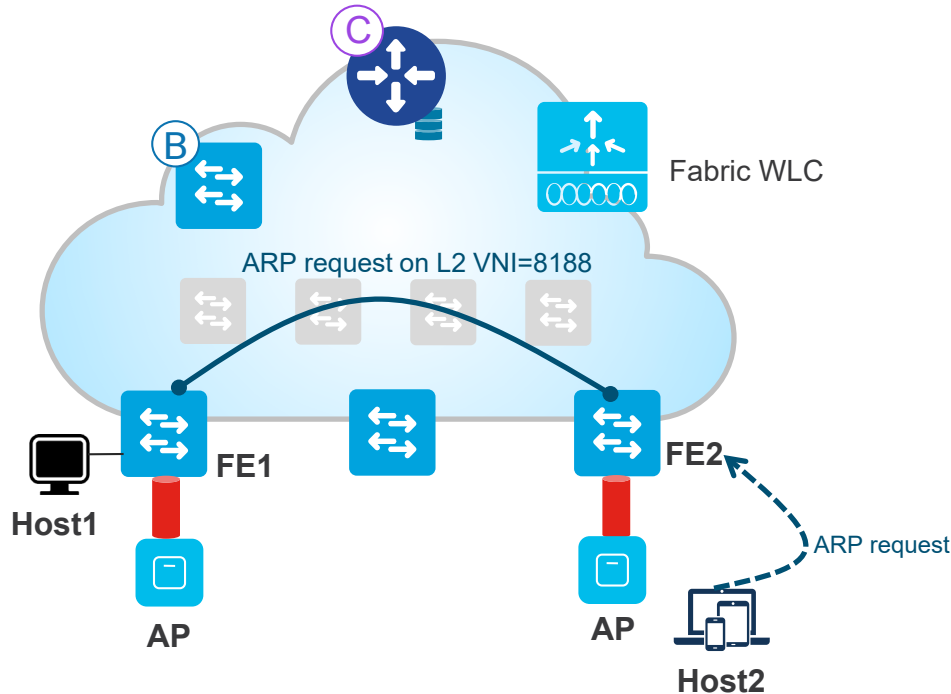 C
B
Fabric WLC
ARP request on L2 VNI=8188
FE1
FE2
Host1
ARP request
AP
AP
Host2